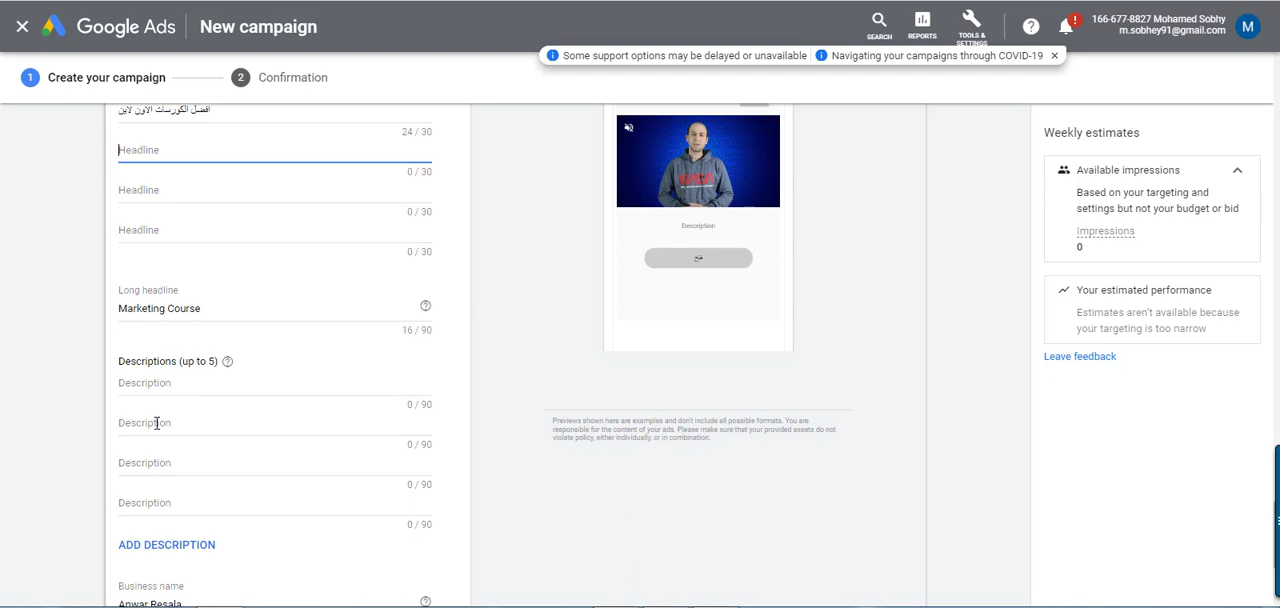 Google Ads
New campaign
SEARCH
REPORTS
TOOLS &
SETTINGS
166-677-8827 Mohamed Sobhy
m.sobhey91@gmail.com
M
Some support options may be delayed or unavailable
Navigating your campaigns through COVID-19
1 Create your campaign
2 Confirmation
افضل الكورسات الاون لاين
24 / 30
Headline
0 / 30
Headline
0 / 30
Headline
0 / 30
Long headline
Marketing Course
16 / 90
Descriptions (up to 5)
Description
0 / 90
Description
0 / 90
Description
0 / 90
Description
0 / 90
ADD DESCRIPTION
Business name
Anwar Resala
NASA
Description
فتح
Previews shown here are examples and don't include all possible formats. You are
responsible for the content of your ads. Please make sure that your provided assets do not
violate policy, either individually, or in combination.
Weekly estimates
Available impressions
Based on your targeting and
settings but not your budget or bid
Impressions
0
Your estimated performance
Estimates aren't available because
your targeting is too narrow
Leave feedback